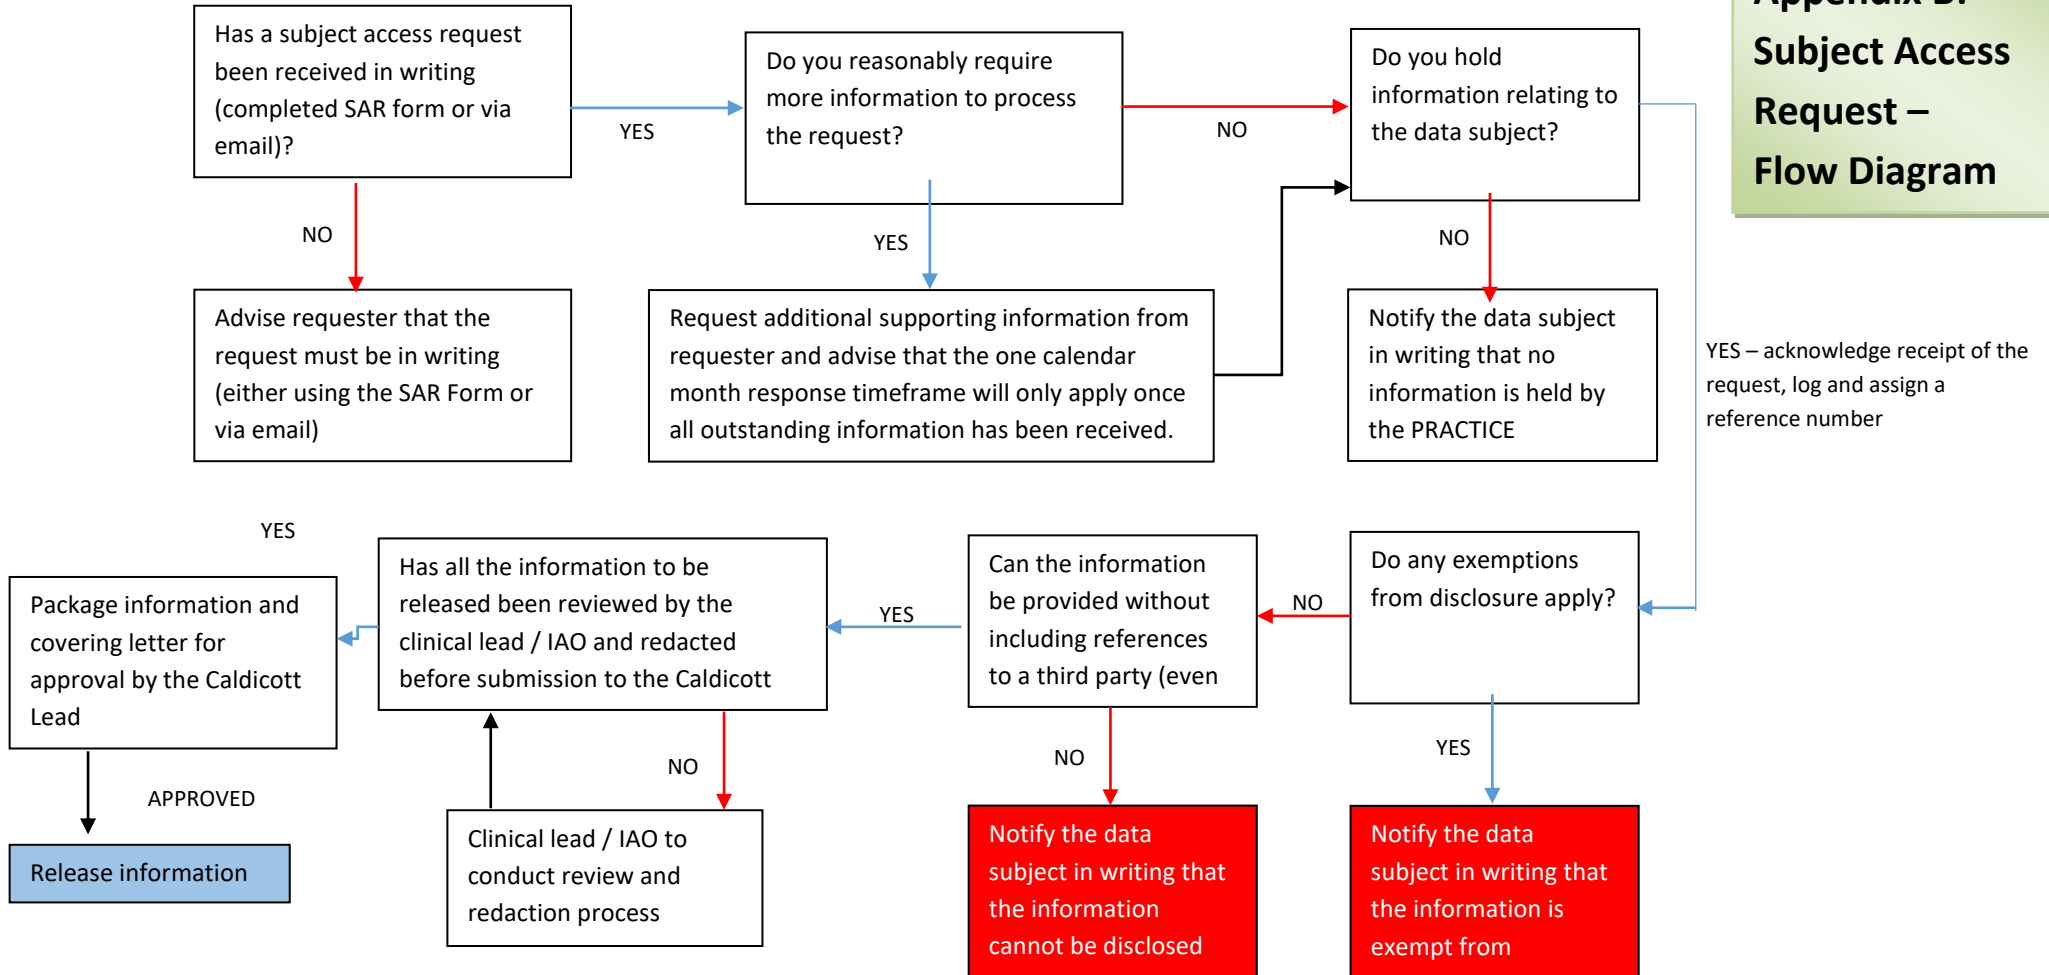 Appendix B:
Subject Access
Request –
Flow Diagram
Has a subject access request
been received in writing
(completed SAR form or via
email)?
YES
Do you reasonably require
more information to process
the request?
NO
Do you hold
information relating to
the data subject?
NO
YES
NO
Advise requester that the
request must be in writing
(either using the SAR Form or
via email)
Request additional supporting information from
requester and advise that the one calendar
month response timeframe will only apply once
all outstanding information has been received.
Notify the data subject
in writing that no
information is held by
the PRACTICE
YES – acknowledge receipt of the
request, log and assign a
reference number
YES
Package information and
covering letter for
approval by the Caldicott
Lead
Has all the information to be
released been reviewed by the
clinical lead / IAO and redacted
before submission to the Caldicott
YES
Can the information
be provided without
including references
to a third party (even
NO
Do any exemptions
from disclosure apply?
APPROVED
NO
NO
YES
Release information
Clinical lead / IAO to
conduct review and
redaction process
Notify the data
subject in writing that
the information
cannot be disclosed
Notify the data
subject in writing that
the information is
exempt from